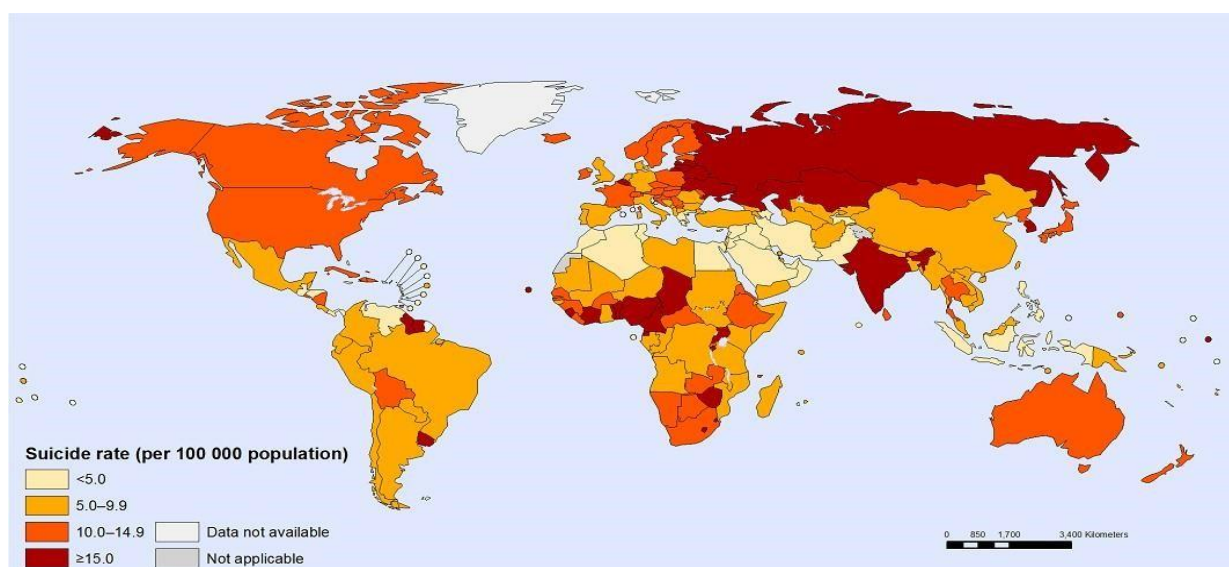 Suicide rate (per 100 000 population)
<5.0
5.0–9.9
10.0–14.9
≥15.0
Data not available
Not applicable
0 850 1,700 3,400 Kilometers